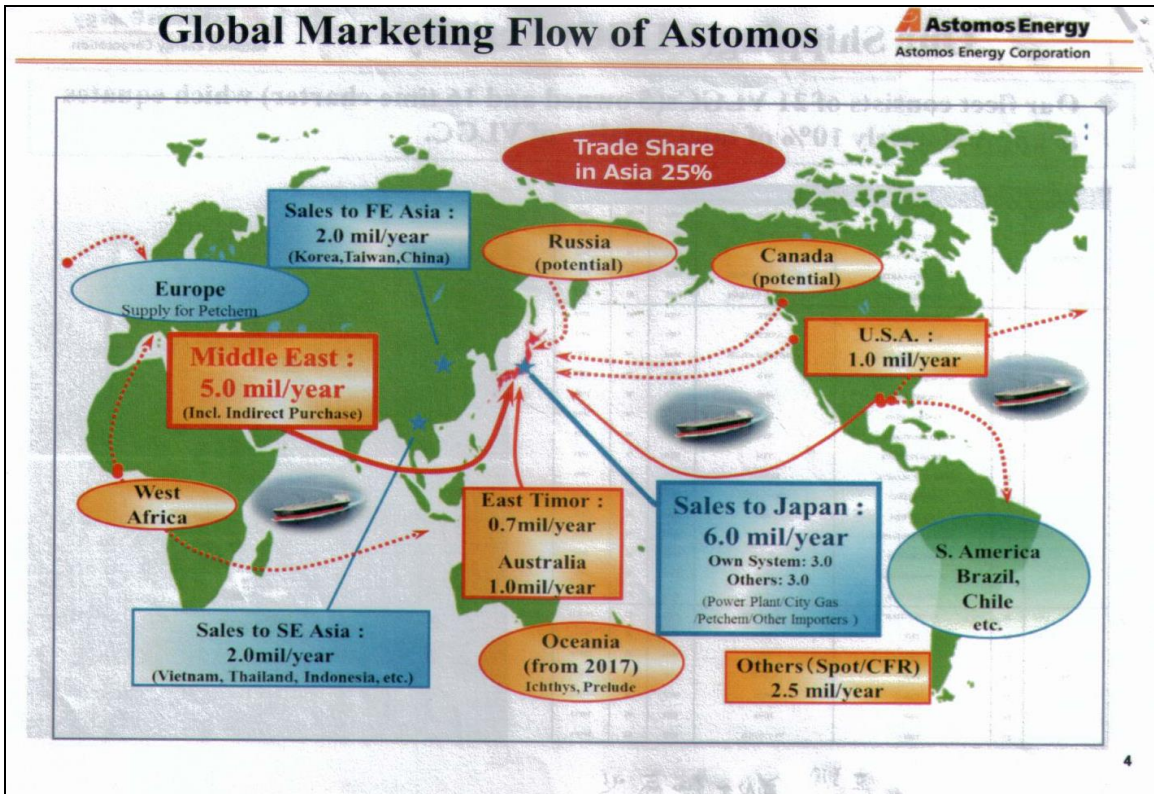 Global Marketing Flow of Astomos
Astomos Energy
Astomos Energy Corporation
Trade Share
in Asia 25%
Sales to FE Asia :
2.0 mil/year
(Korea,Taiwan,China)
Russia
(potential)
Canada
(potential)
Europe
Supply for Petchem
U.S.A. :
1.0 mil/year
Middle East :
5.0 mil/year
(Incl. Indirect Purchase)
West
Africa
East Timor :
0.7mil/year
Australia
1.0mil/year
Sales to Japan :
6.0 mil/year
Own System: 3.0
Others: 3.0
(Power Plant/City Gas
/Petchem/Other Importers )
S. America
Brazil,
Chile
etc.
Sales to SE Asia :
2.0mil/year
(Vietnam, Thailand, Indonesia, etc.)
Oceania
(from 2017)
Ichthys, Prelude
Others（Spot/CFR)
2.5 mil/year
4